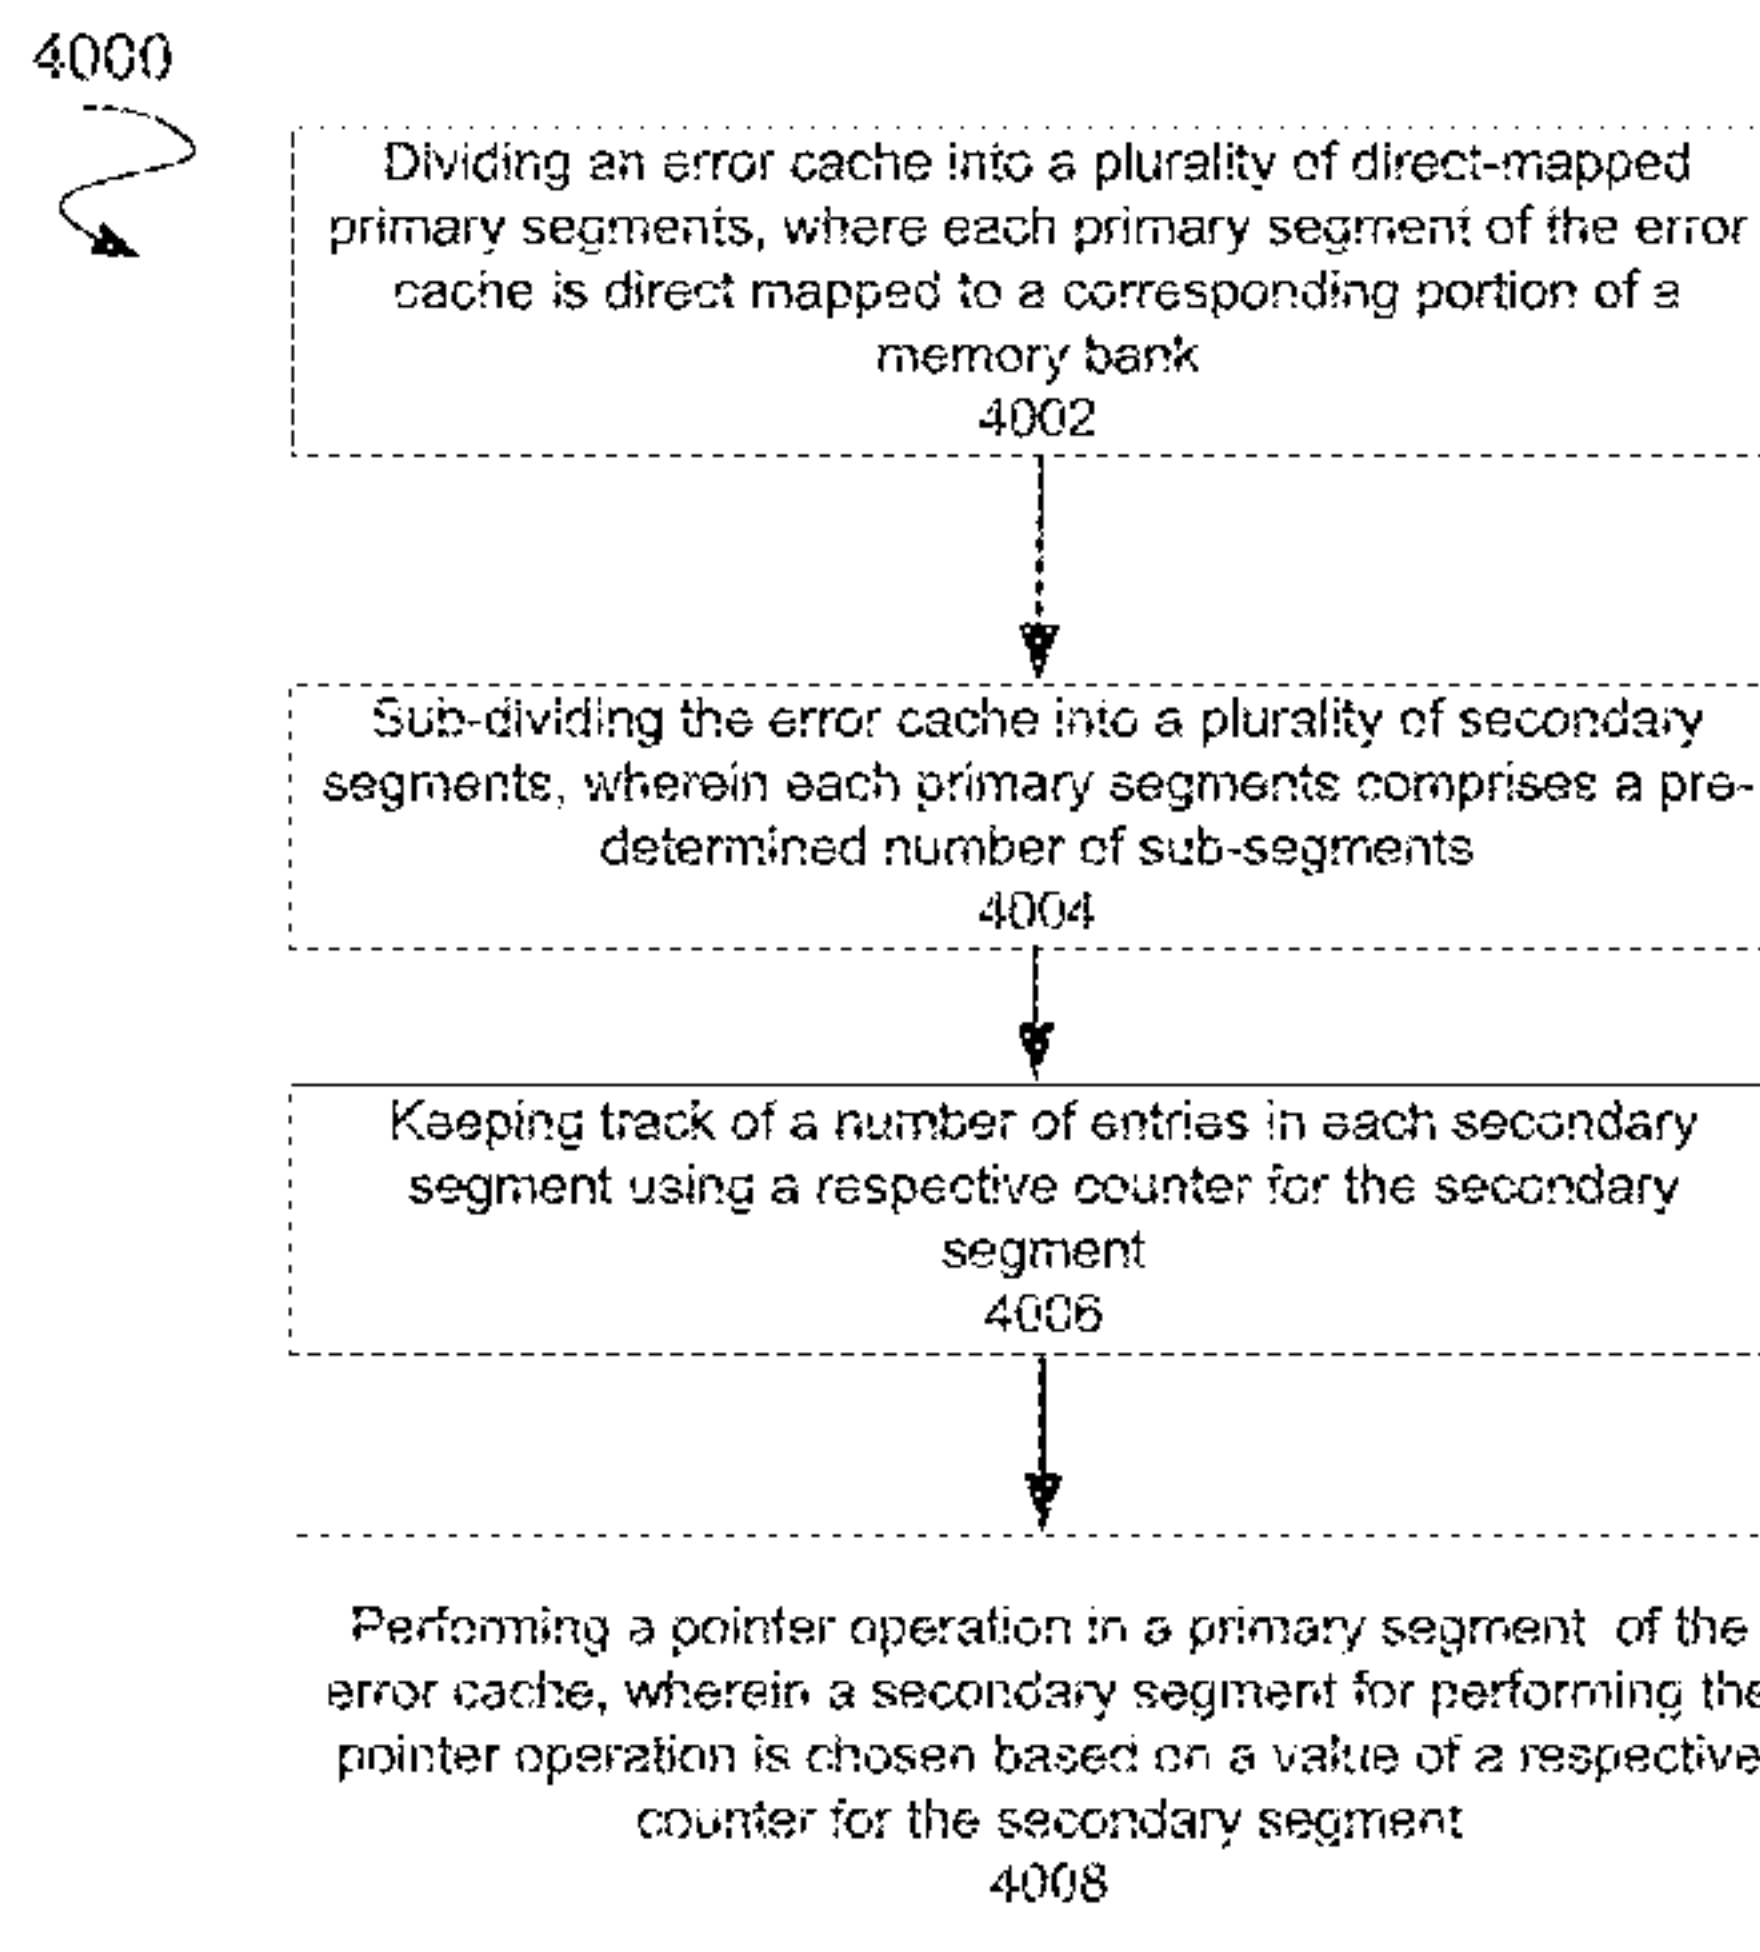 4000
Dividing an error cache into a plurality of direct-mapped
primary segments, where each primary segment of the error
cache is direct mapped to a corresponding portion of a
memory bank
4002
Sub-dividing the error cache into a plurality of secondary
segments, wherein each primary segments comprises a pre-
determined number of sub-segments
4004
Keeping track of a number of entries in each secondary
segment using a respective counter for the secondary
segment
4006
Performing a pointer operation in a primary segment of the
error cache, wherein a secondary segment for performing the
pointer operation is chosen based on a value of a respective
counter for the secondary segment
4008